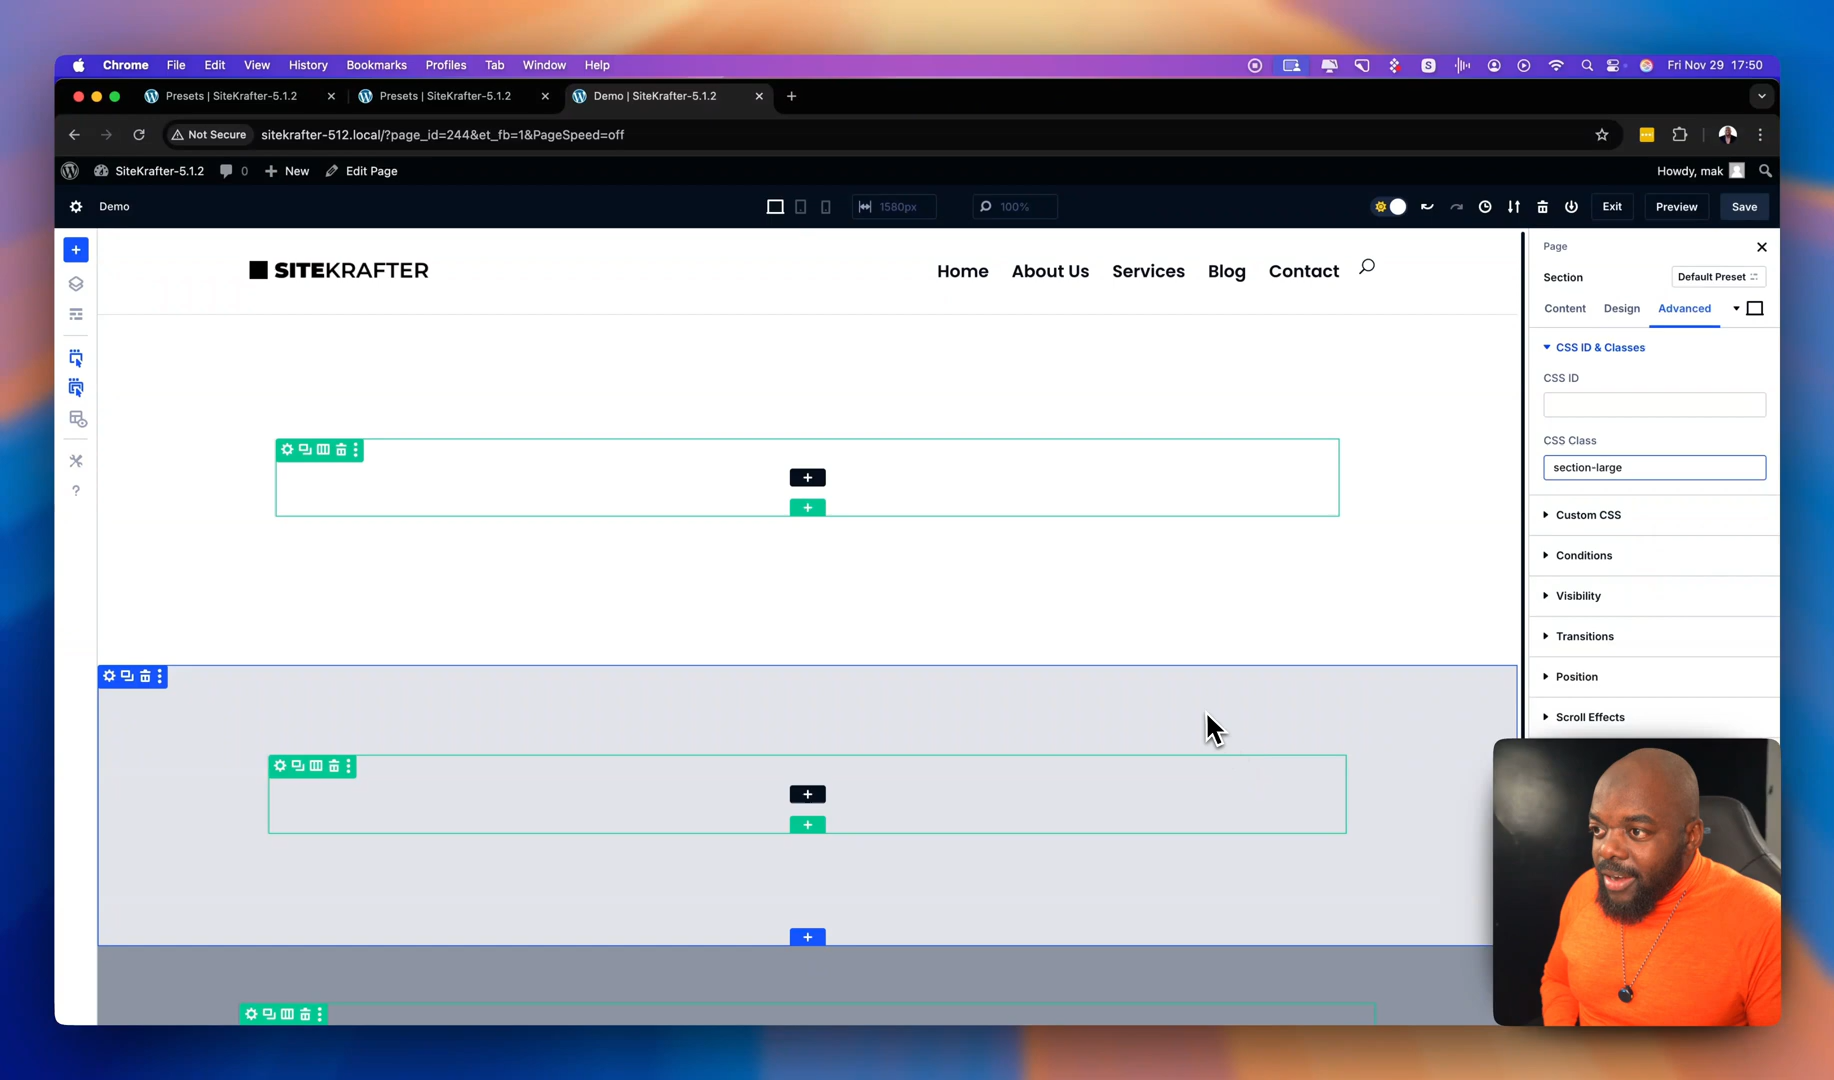 Chrome File Edit View History Bookmarks Profiles Tab Window Help Fri Nov 29 17:50
Presets | SiteKrafter-5.1.2 Presets | SiteKrafter-5.1.2 Demo | SiteKrafter-5.1.2
Not Secure sitekrafter-512.local/?page_id=244&et_fb=1&PageSpeed=off
SiteKrafter-5.1.2 0 New Edit Page Howdy, mak
Demo 1580px 100% Exit Preview Save
SITEKRAFTER Home About Us Services Blog Contact
Page
Section Default Preset
Content Design Advanced
CSS ID & Classes
CSS ID
CSS Class
section-large
Custom CSS
Conditions
Visibility
Transitions
Position
Scroll Effects